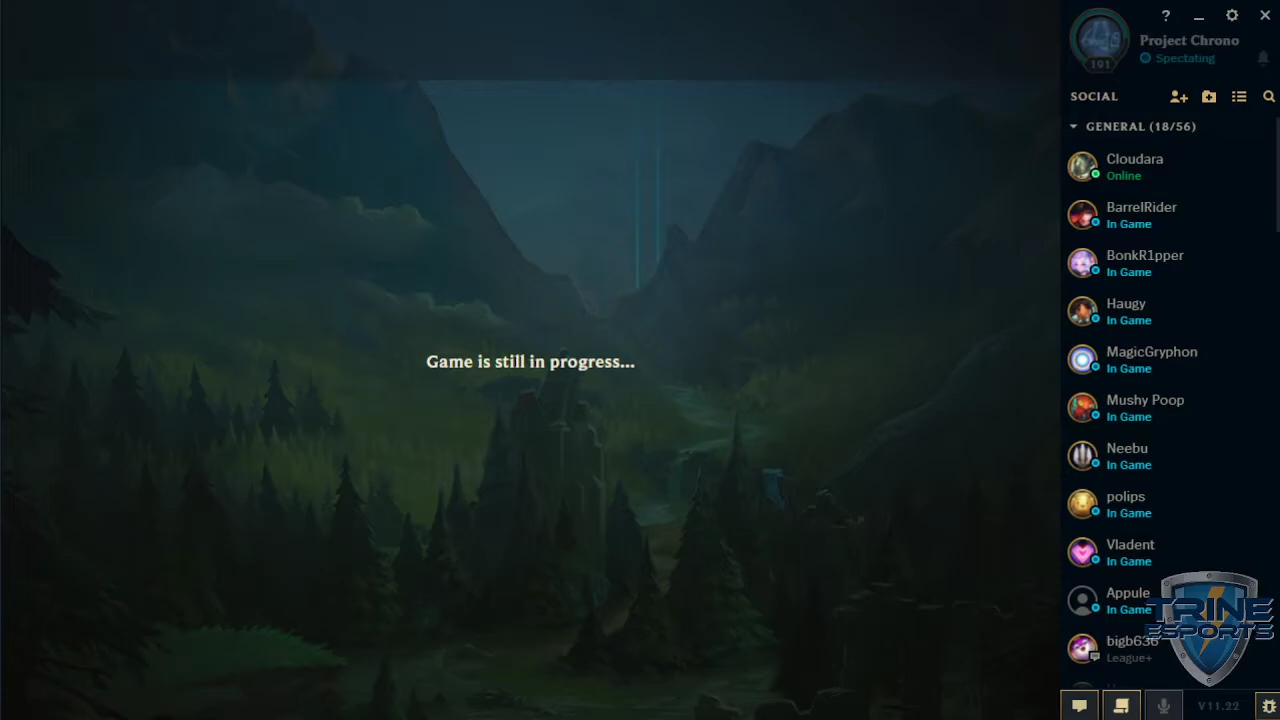 ?
Project Chrono
191
Spectating
SOCIAL
GENERAL (18/56)
Cloudara
Online
BarrelRider
In Game
BonkR1pper
In Game
Haugy
In Game
Game is still in progress...
MagicGryphon
In Game
Mushy Poop
In Game
Neebu
In Game
polips
In Game
Vladent
In Game
Appule
In Game
TRINE
ESPORTS
bigb636
League+
V11.22